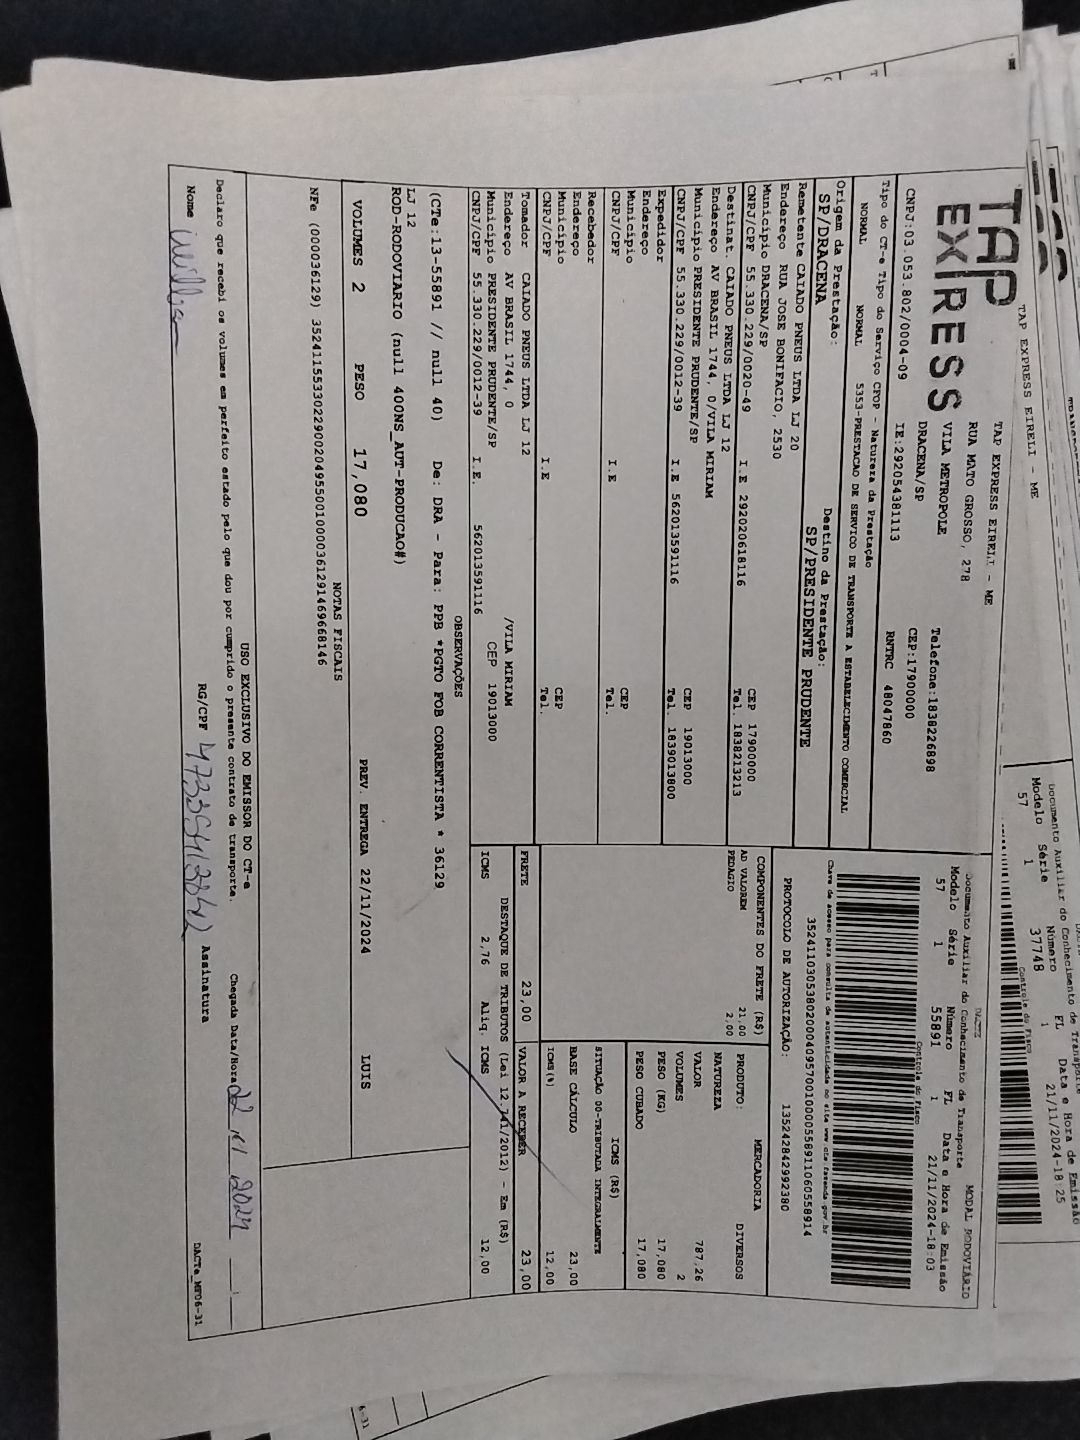 TAP EXPRESS EIRELI - ME
Documento Auxiliar do Conhecimento de Transporte
Modelo Série Número FL Data e Hora de Emissão
57 1 37748 1 21/11/2024-18:25
Controle do Fisco
TAP
EXPRESS
TAP EXPRESS EIRELI - ME
RUA MATO GROSSO, 278
VILA METROPOLE
DRACENA/SP
Telefone:1838226898
CEP:17900000
CNPJ:03.053.802/0004-09 IE:292054381113 RNTRC 48047860
DACTE MODAL RODOVIÁRIO
Documento Auxiliar do Conhecimento de Transporte
Modelo Série Número FL Data e Hora de Emissão
57 1 55891 1 21/11/2024-18:03
Controle do Fisco
Chave de acesso para consulta de autenticidade no site www.cte.fazenda.gov.br
35241103053802000409570010000558911060558914
PROTOCOLO DE AUTORIZAÇÃO: 135242842992380
Tipo do CT-e Tipo do Serviço CFOP - Natureza da Prestação
NORMAL NORMAL 5353-PRESTACAO DE SERVICO DE TRANSPORTE A ESTABELECIMENTO COMERCIAL
Origem da Prestação: Destino da Prestação:
SP/DRACENA SP/PRESIDENTE PRUDENTE
Remetente CAIADO PNEUS LTDA LJ 20
Endereço RUA JOSE BONIFACIO, 2530
Município DRACENA/SP CEP 17900000
CNPJ/CPF 55.330.229/0020-49 I.E 292020618116 Tel. 1838213213
Destinat. CAIADO PNEUS LTDA LJ 12
Endereço AV BRASIL 1744, 0/VILA MIRIAM
Município PRESIDENTE PRUDENTE/SP CEP 19013000
CNPJ/CPF 55.330.229/0012-39 I.E 562013591116 Tel. 1839013800
Expedidor
Endereço
Município CEP
CNPJ/CPF I.E Tel.
Recebedor
Endereço
Município CEP
CNPJ/CPF I.E Tel.
Tomador CAIADO PNEUS LTDA LJ 12
Endereço AV BRASIL 1744, 0 /VILA MIRIAM
Município PRESIDENTE PRUDENTE/SP CEP 19013000
CNPJ/CPF 55.330.229/0012-39 I.E. 562013591116
COMPONENTES DO FRETE (R$)
AD VALOREM 21,00
PEDAGIO 2,00
FRETE 23,00
MERCADORIA
PRODUTO: DIVERSOS
NATUREZA
VALOR 787,26
VOLUMES 2
PESO (KG) 17,080
PESO CUBADO 17,080
ICMS (R$)
SITUAÇÃO 00-TRIBUTADA INTEGRALMENTE
BASE CÁLCULO 23,00
ICMS(%) 12,00
VALOR A RECEBER 23,00
DESTAQUE DE TRIBUTOS (Lei 12.741/2012) - Em (R$)
ICMS 2,76 Aliq. ICMS 12,00
OBSERVAÇÕES
(CTe:13-55891 // null 40) De: DRA - Para: PPB *PGTO FOB CORRENTISTA * 36129
LJ 12
ROD-RODOVIARIO (null 400NS_AUT-PRODUCAO#)
VOLUMES 2 PESO 17,080 PREV. ENTREGA 22/11/2024 LUIS
NOTAS FISCAIS
NFe (00036129) 35241155330229002049550010000361291469668146
USO EXCLUSIVO DO EMISSOR DO CT-e
Declaro que recebi os volumes em perfeito estado pelo que dou por cumprido o presente contrato de transporte.
Chegada Data/Hora 22 11 2024
Nome Willian RG/CPF Assinatura
DACTe_MF06-31
6-31